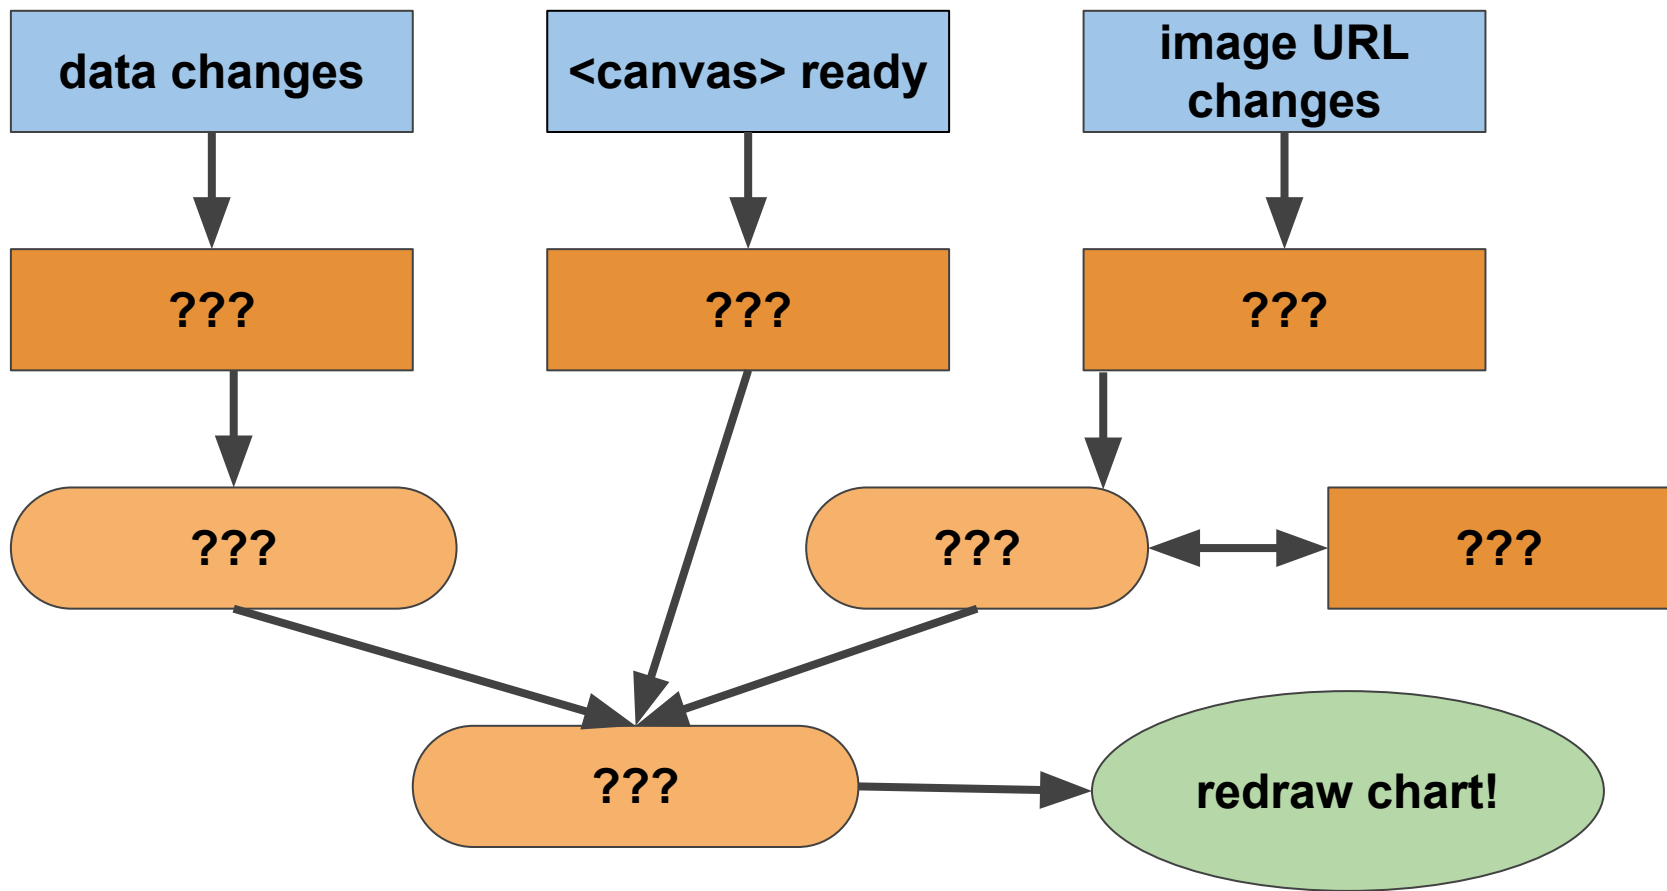 data changes
<canvas> ready
image URL
changes
???
???
???
???
???
???
???
redraw chart!